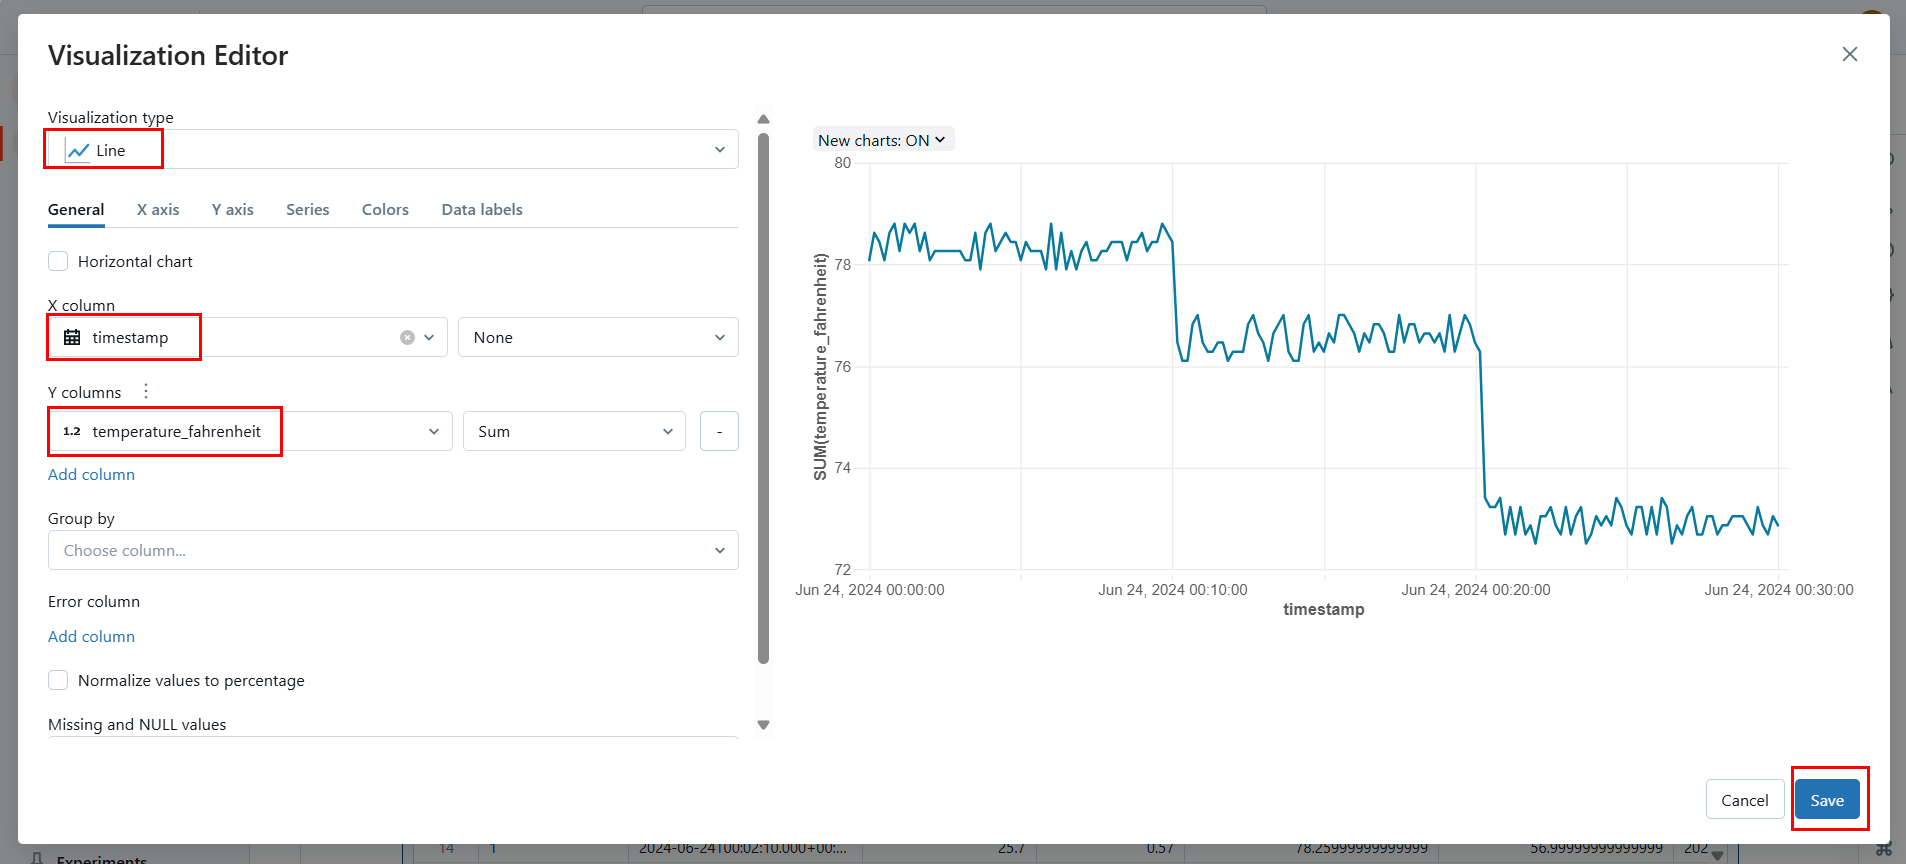 Visualization Editor
Visualization type
Line
General X axis Y axis Series Colors Data labels
Horizontal chart
X column
timestamp None
Y columns
1.2 temperature_fahrenheit Sum -
Add column
Group by
Choose column...
Error column
Add column
Normalize values to percentage
Missing and NULL values
New charts: ON
80
78
76
74
72
SUM(temperature_fahrenheit)
Jun 24, 2024 00:00:00 Jun 24, 2024 00:10:00 Jun 24, 2024 00:20:00 Jun 24, 2024 00:30:00
timestamp
Cancel Save
Experiments
14 1 2024-06-24T00:02:10.000+00:... 25.7 0.57 78.25999999999999 56.99999999999999 202